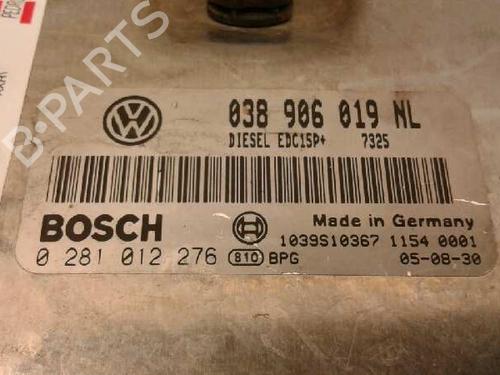 038 906 019 NL
DIESEL EDC15P+ 7325
BOSCH
Made in Germany
0 281 012 276 810 BPG
1039S10367 1154 0001
05-08-30
B-Parts